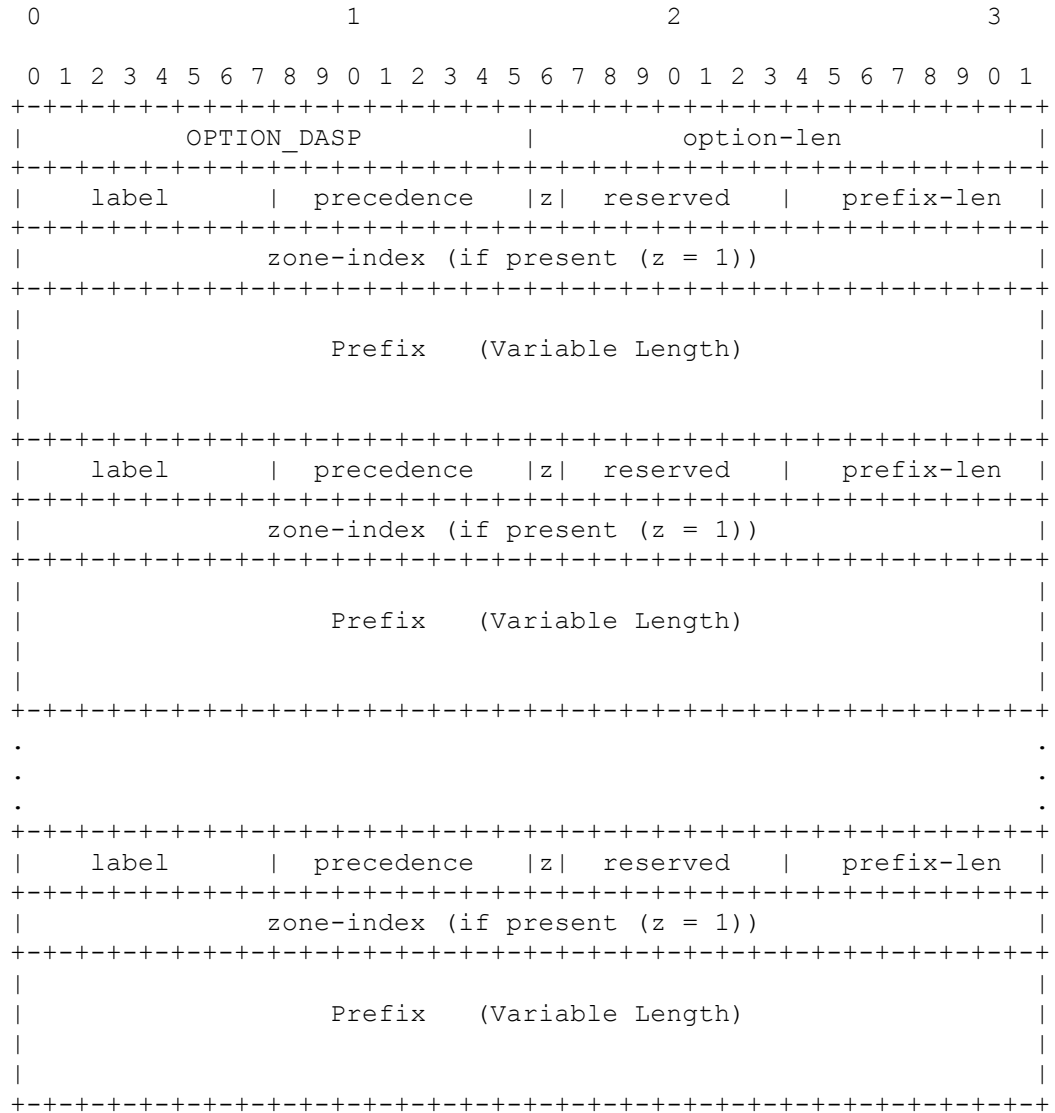 0                   1                   2                   3
 0 1 2 3 4 5 6 7 8 9 0 1 2 3 4 5 6 7 8 9 0 1 2 3 4 5 6 7 8 9 0 1
+-+-+-+-+-+-+-+-+-+-+-+-+-+-+-+-+-+-+-+-+-+-+-+-+-+-+-+-+-+-+-+-+
|          OPTION_DASP          |         option-len            |
+-+-+-+-+-+-+-+-+-+-+-+-+-+-+-+-+-+-+-+-+-+-+-+-+-+-+-+-+-+-+-+-+
|    label      |  precedence   |z|  reserved   |   prefix-len  |
+-+-+-+-+-+-+-+-+-+-+-+-+-+-+-+-+-+-+-+-+-+-+-+-+-+-+-+-+-+-+-+-+
|               zone-index (if present (z = 1))                 |
+-+-+-+-+-+-+-+-+-+-+-+-+-+-+-+-+-+-+-+-+-+-+-+-+-+-+-+-+-+-+-+-+
|                                                               |
|                   Prefix   (Variable Length)                  |
|                                                               |
|                                                               |
+-+-+-+-+-+-+-+-+-+-+-+-+-+-+-+-+-+-+-+-+-+-+-+-+-+-+-+-+-+-+-+-+
|    label      |  precedence   |z|  reserved   |   prefix-len  |
+-+-+-+-+-+-+-+-+-+-+-+-+-+-+-+-+-+-+-+-+-+-+-+-+-+-+-+-+-+-+-+-+
|               zone-index (if present (z = 1))                 |
+-+-+-+-+-+-+-+-+-+-+-+-+-+-+-+-+-+-+-+-+-+-+-+-+-+-+-+-+-+-+-+-+
|                                                               |
|                   Prefix   (Variable Length)                  |
|                                                               |
|                                                               |
+-+-+-+-+-+-+-+-+-+-+-+-+-+-+-+-+-+-+-+-+-+-+-+-+-+-+-+-+-+-+-+-+
.                                                               .
.                                                               .
.                                                               .
+-+-+-+-+-+-+-+-+-+-+-+-+-+-+-+-+-+-+-+-+-+-+-+-+-+-+-+-+-+-+-+-+
|    label      |  precedence   |z|  reserved   |   prefix-len  |
+-+-+-+-+-+-+-+-+-+-+-+-+-+-+-+-+-+-+-+-+-+-+-+-+-+-+-+-+-+-+-+-+
|               zone-index (if present (z = 1))                 |
+-+-+-+-+-+-+-+-+-+-+-+-+-+-+-+-+-+-+-+-+-+-+-+-+-+-+-+-+-+-+-+-+
|                                                               |
|                   Prefix   (Variable Length)                  |
|                                                               |
|                                                               |
+-+-+-+-+-+-+-+-+-+-+-+-+-+-+-+-+-+-+-+-+-+-+-+-+-+-+-+-+-+-+-+-+